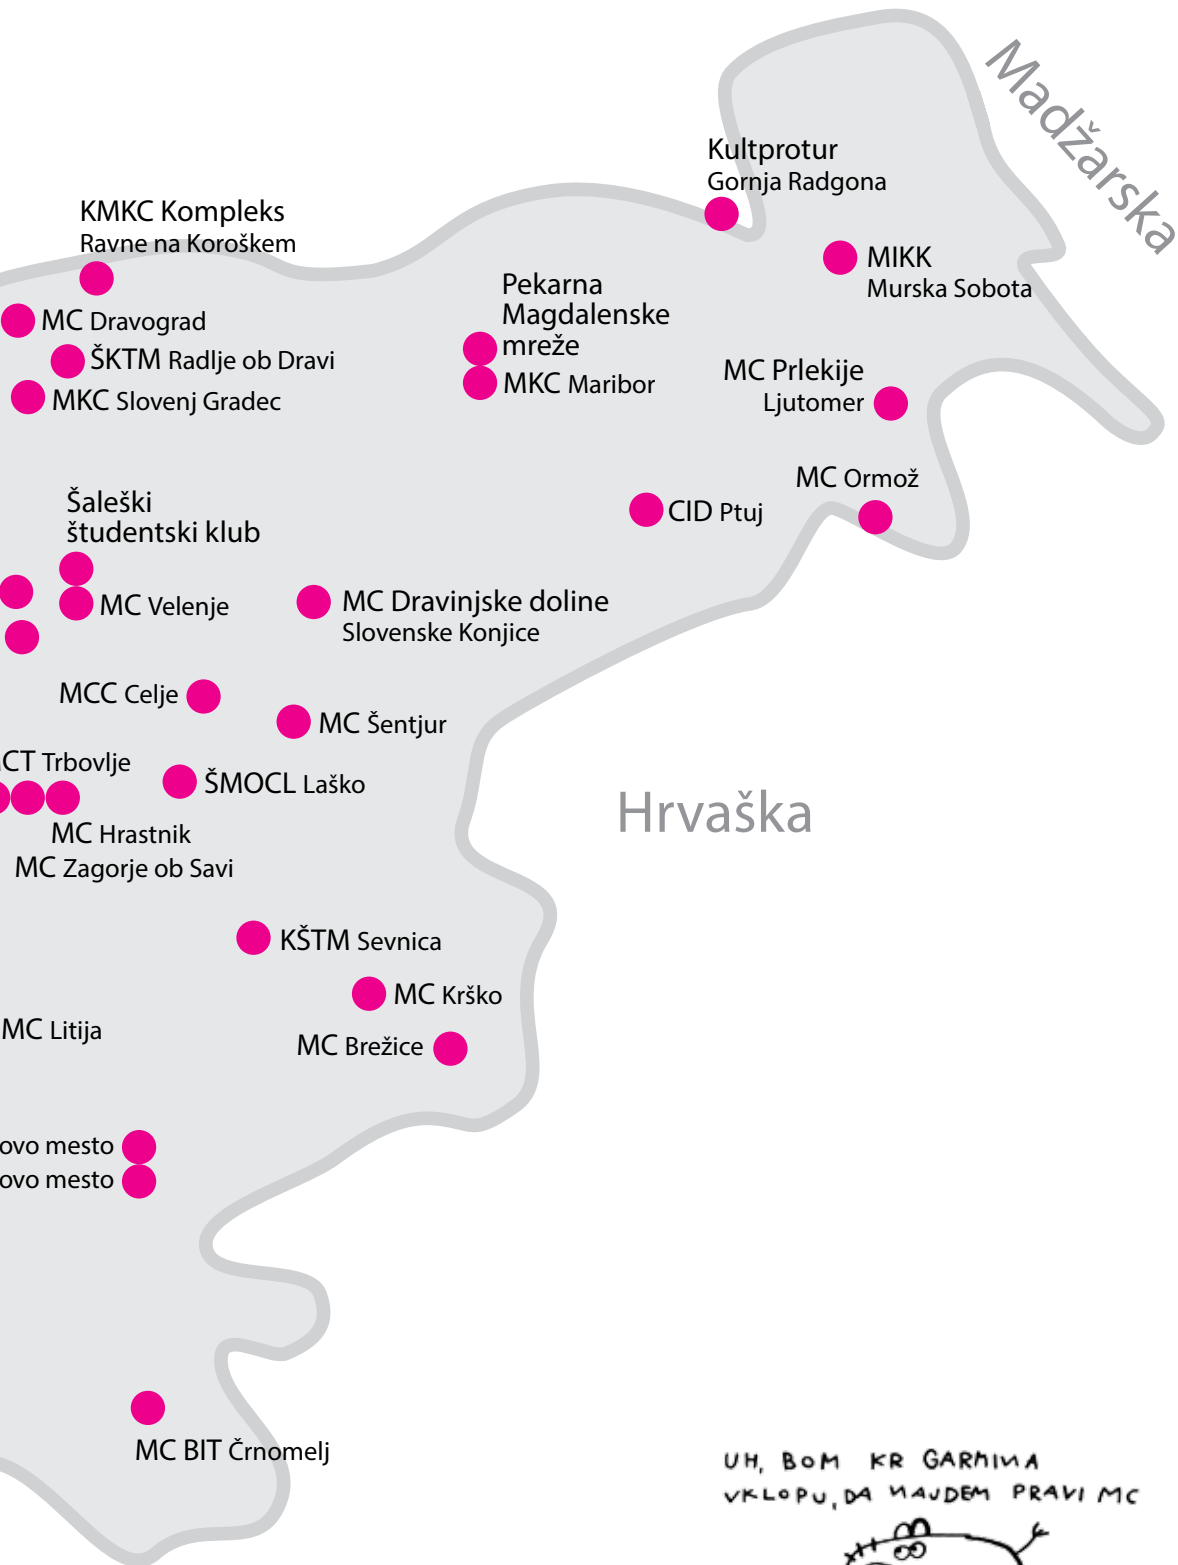 Madžarska
Kultprotur
Gornja Radgona
KMKC Kompleks
Ravne na Koroškem
MIKK
Murska Sobota
Pekarna
Magdalenske
mreže
MC Dravograd
ŠKTM Radlje ob Dravi
MKC Maribor
MC Prlekije
Ljutomer
MKC Slovenj Gradec
MC Ormož
Šaleški
študentski klub
CID Ptuj
MC Velenje
MC Dravinjske doline
Slovenske Konjice
MCC Celje
MC Šentjur
CT Trbovlje
ŠMOCL Laško
Hrvaška
MC Hrastnik
MC Zagorje ob Savi
KŠTM Sevnica
MC Krško
MC Litija
MC Brežice
ovo mesto
ovo mesto
MC BIT Črnomelj
UH, BOM KR GARMINA
VKLOPU, DA NAJDEM PRAVI MC